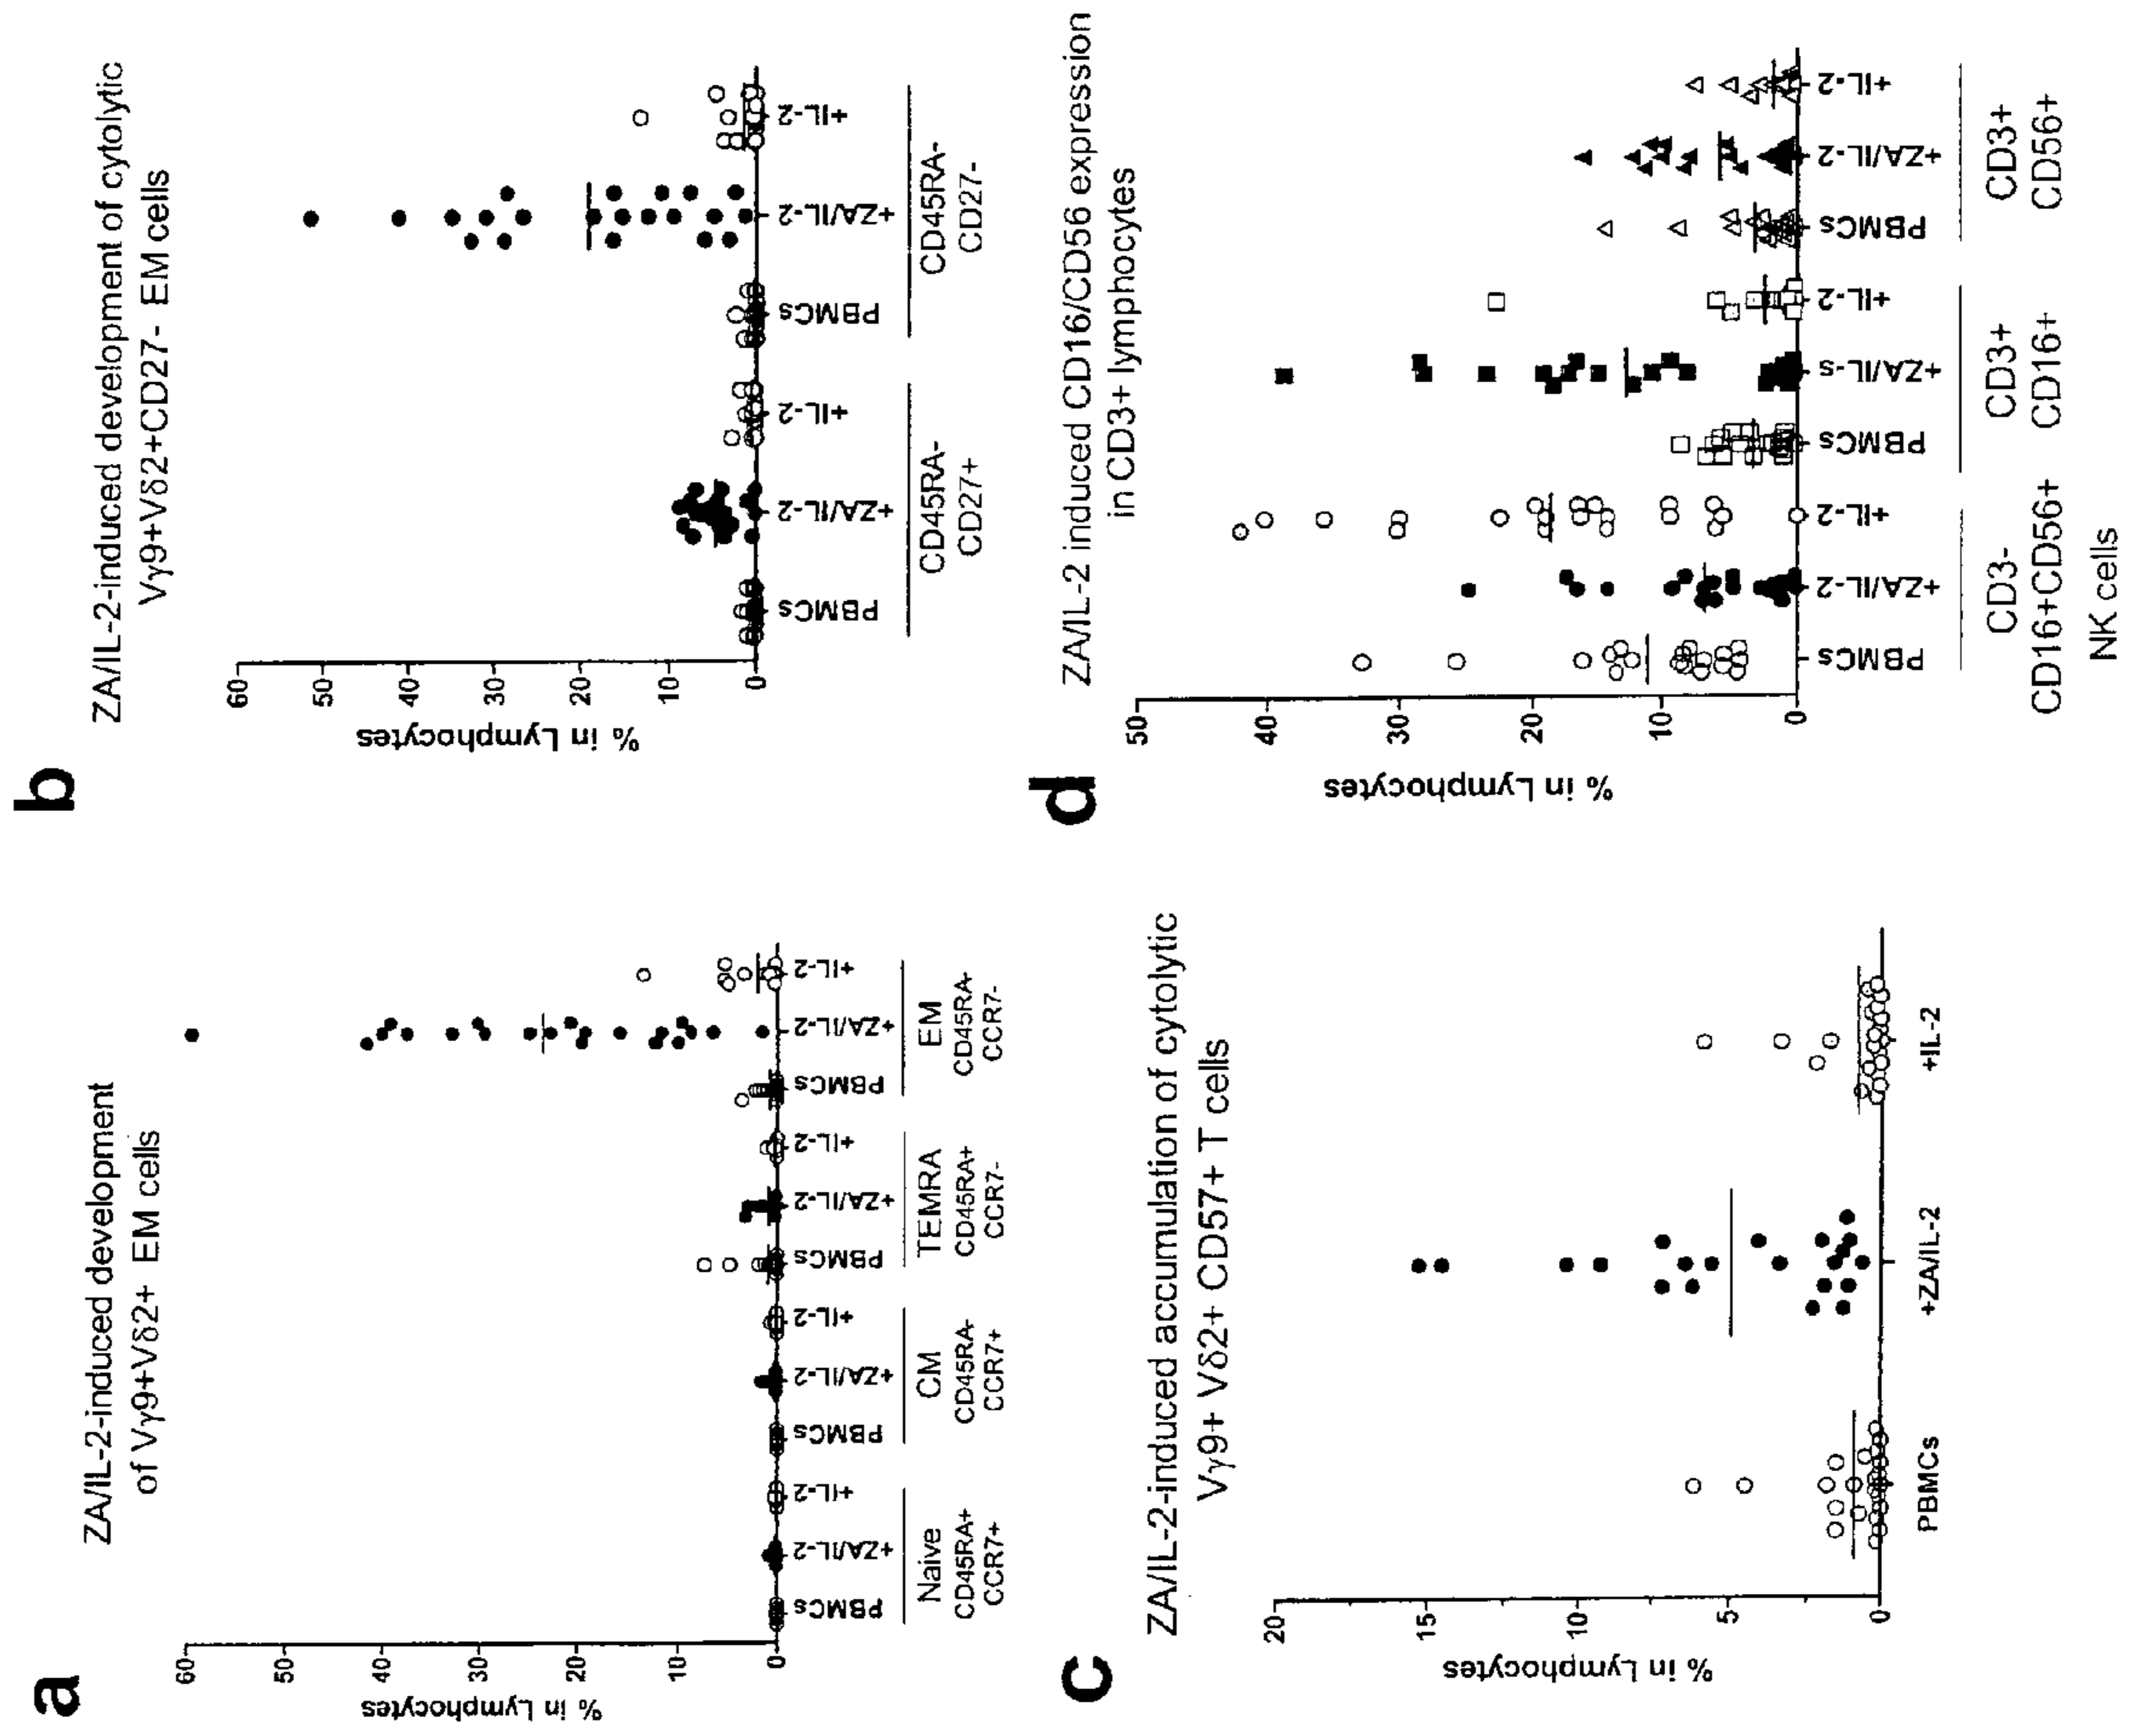 a
ZA/IL-2-induced development
of Vγ9+Vδ2+ EM cells
% in Lymphocytes
60
50
40
30
20
10
0
PBMCs
+ZA/IL-2
+IL-2
PBMCs
+ZA/IL-2
+IL-2
PBMCs
+ZA/IL-2
+IL-2
PBMCs
+ZA/IL-2
+IL-2
Naive
CD45RA+
CCR7+
CM
CD45RA-
CCR7+
TEMRA
CD45RA+
CCR7-
EM
CD45RA-
CCR7-
b
ZA/IL-2-induced development of cytolytic
Vγ9+Vδ2+CD27- EM cells
% in Lymphocytes
60
50
40
30
20
10
0
PBMCs
+ZA/IL-2
+IL-2
PBMCs
+ZA/IL-2
+IL-2
CD45RA-
CD27+
CD45RA-
CD27-
c
ZA/IL-2-induced accumulation of cytolytic
Vγ9+ Vδ2+ CD57+ T cells
% in Lymphocytes
20
15
10
5
0
PBMCs
+ZA/IL-2
+IL-2
d
ZA/IL-2 induced CD16/CD56 expression
in CD3+ lymphocytes
% in Lymphocytes
50
40
30
20
10
0
PBMCs
+ZA/IL-2
+IL-2
PBMCs
+ZA/IL-s
+IL-2
PBMCs
+ZA/IL-2
+IL-2
CD3-
CD16+CD56+
NK cells
CD3+
CD16+
CD3+
CD56+